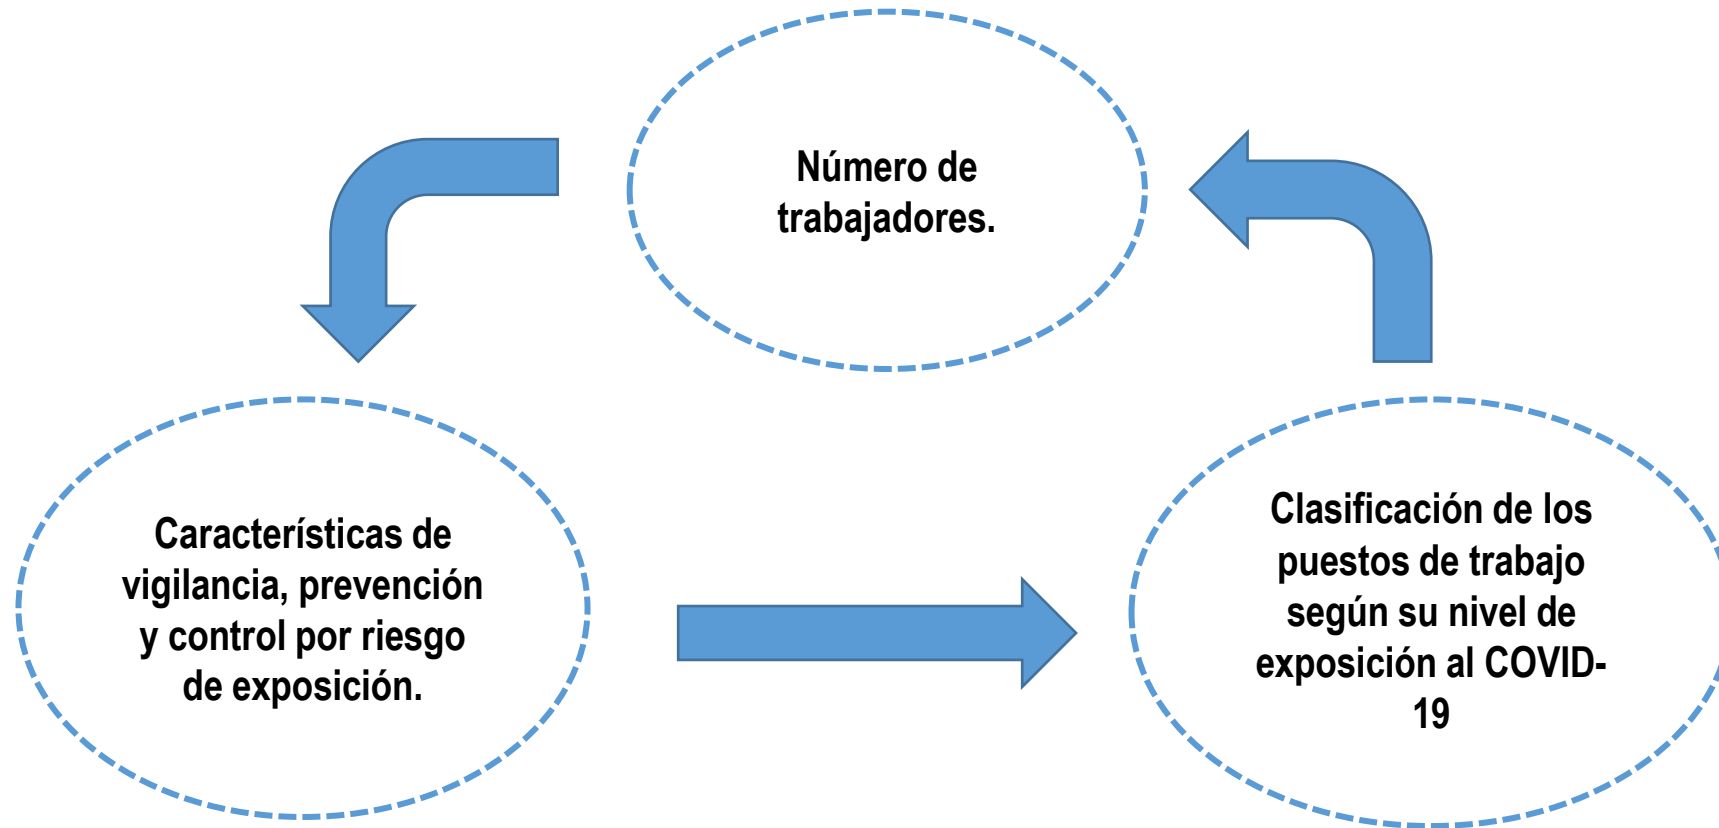 Número de
trabajadores.
Características de
vigilancia, prevención
y control por riesgo
de exposición.
Clasificación de los
puestos de trabajo
según su nivel de
exposición al COVID-
19